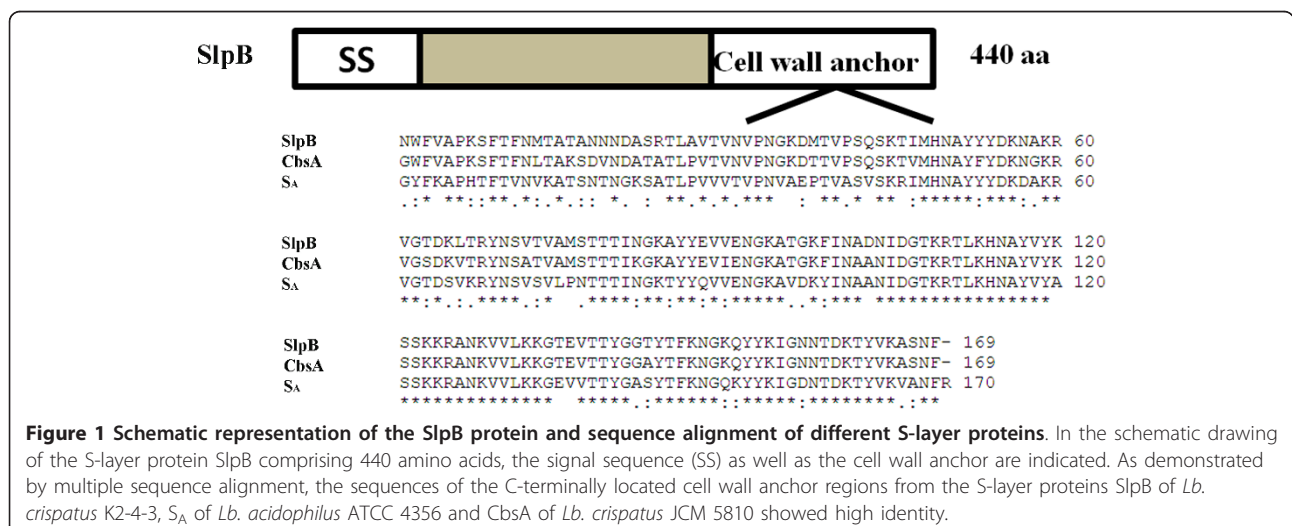 SlpB SS Cell wall anchor 440 aa
SlpB NWFVAPKSFTFNMTATANNNDASRTLAVTVNVPNGKDMTVPSQSKTIMHNAYYYDKNAKR 60
CbsA GWFVAPKSFTFNLTAKSDVNDATATLPVTVNVPNGKDTTVPSQSKTVMHNAYFYDKNGKR 60
SA GYFKAPHTFTVNVKATSNTNGKSATLPVVVTVPNVAEPTVASVSKRIMHNAYYYDKDAKR 60
.:* **::**.*:.*.:: *. : **.*.*.*** : **.* ** :*****:***:.**
SlpB VGTDKLTRYNSVTVAMSTTTINGKAYYEVVENGKATGKFINADNIDGTKRTLKHNAYVYK 120
CbsA VGSDKVTRYNSATVAMSTTTIKGKAYYEVIENGKATGKFINAANIDGTKRTLKHNAYVYK 120
SA VGTDSVKRYNSVSVLPNTTTINGKTYYQVVENGKAVDKYINAANIDGTKRTLKHNAYVYA 120
**:*.:.****.:* .****:**:**:*:*****..*:*** ****************
SlpB SSKKRANKVVLKKGTEVTTYGGTYTFKNGKQYYKIGNNTDKTYVKASNF- 169
CbsA SSKKRANKVVLKKGTEVTTYGGAYTFKNGKQYYKIGNNTDKTYVKASNF- 169
SA SSKKRANKVVLKKGEVVTTYGASYTFKNGQKYYKIGDNTDKTYVKVANFR 170
************** *****.:******::*****:********.:**
Figure 1 Schematic representation of the SlpB protein and sequence alignment of different S-layer proteins. In the schematic drawing
of the S-layer protein SlpB comprising 440 amino acids, the signal sequence (SS) as well as the cell wall anchor are indicated. As demonstrated
by multiple sequence alignment, the sequences of the C-terminally located cell wall anchor regions from the S-layer proteins SlpB of Lb.
crispatus K2-4-3, SA of Lb. acidophilus ATCC 4356 and CbsA of Lb. crispatus JCM 5810 showed high identity.